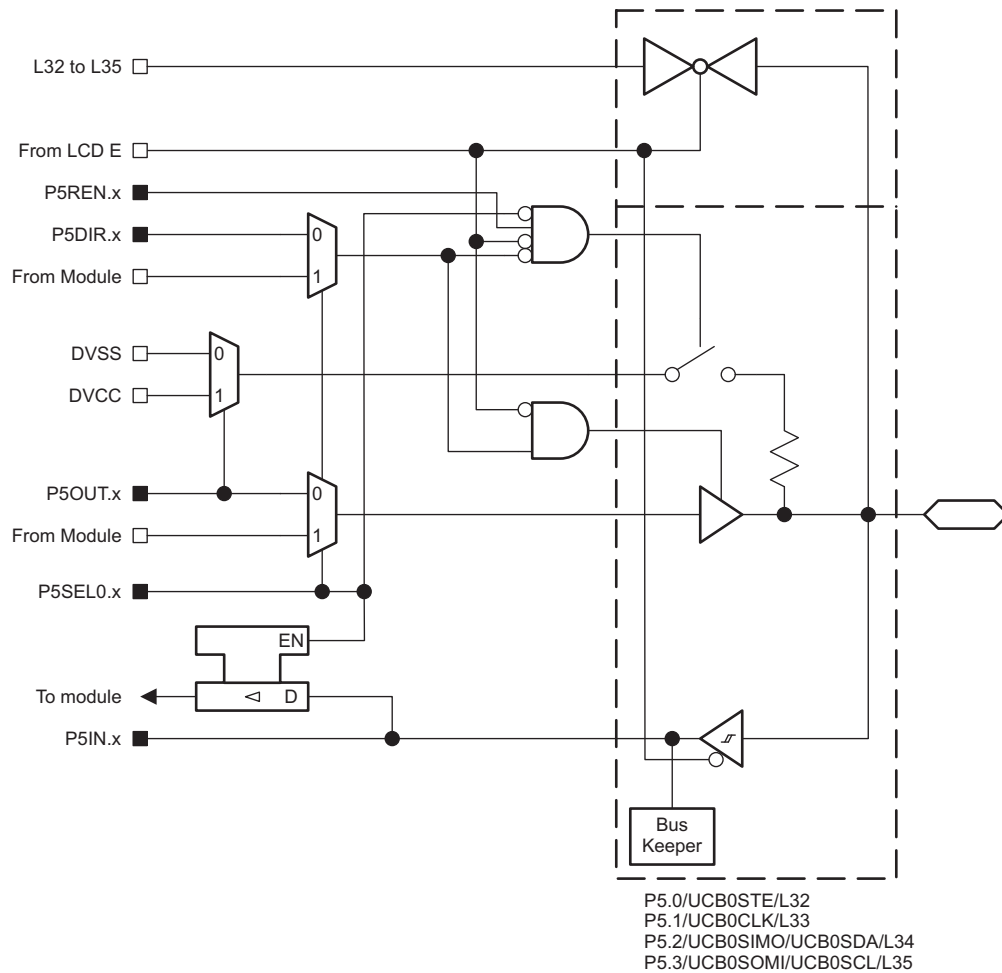 L32 to L35
From LCD E
P5REN.x
P5DIR.x
0
From Module
1
DVSS
0
DVCC
1
P5OUT.x
0
From Module
1
P5SEL0.x
EN
To module
D
P5IN.x
Bus
Keeper
P5.0/UCB0STE/L32
P5.1/UCB0CLK/L33
P5.2/UCB0SIMO/UCB0SDA/L34
P5.3/UCB0SOMI/UCB0SCL/L35